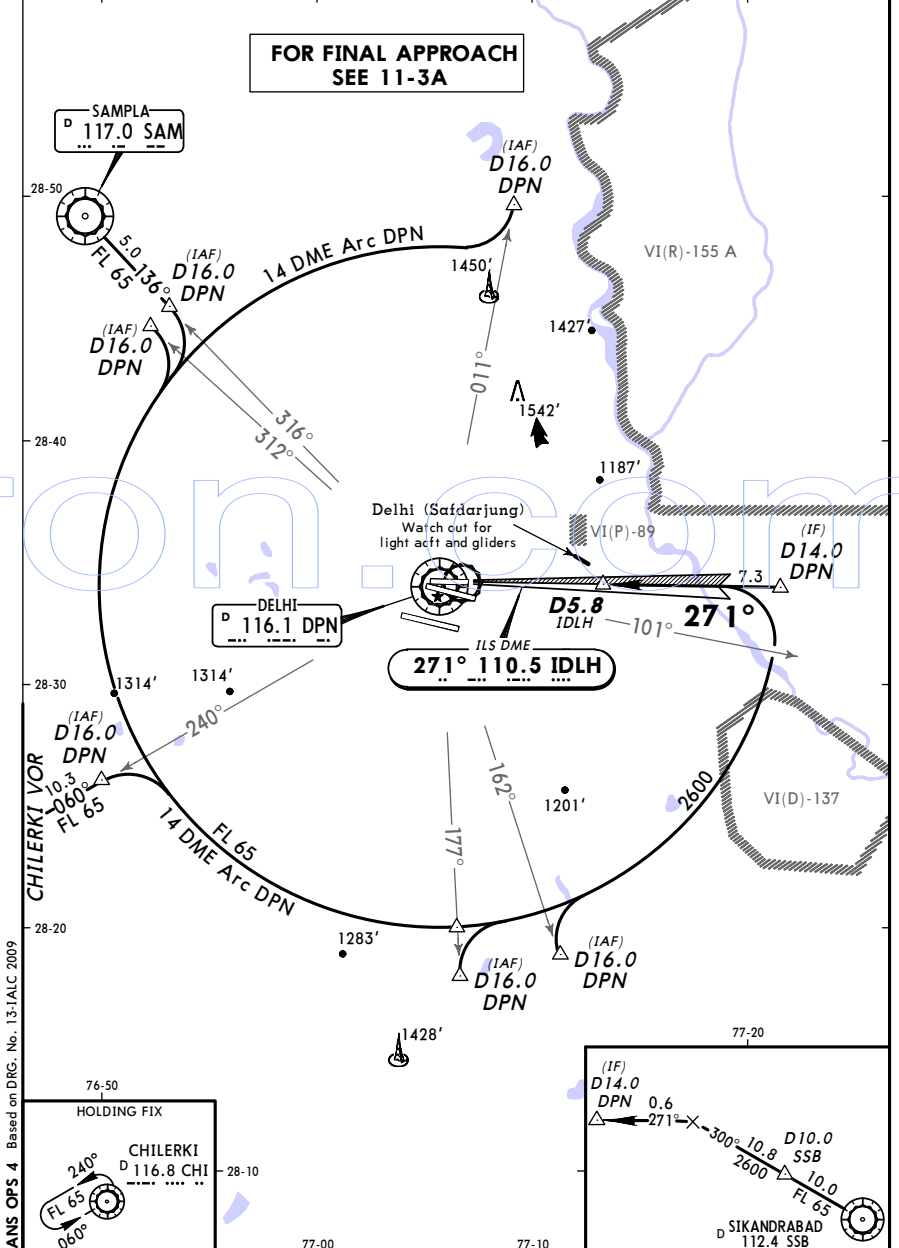 FOR FINAL APPROACH
SEE 11-3A
SAMPLA
D 117.0 SAM
28-50
5.0
136°
FL 65
(IAF)
D16.0
DPN
(IAF)
D16.0
DPN
14 DME Arc DPN
(IAF)
D16.0
DPN
1450'
VI(R)-155 A
1427'
011°
316°
312°
1542'
28-40
1187'
ron.com
Delhi (Safdarjung)
Watch out for
light acft and gliders
VI(P)-89
(IF)
D14.0
DPN
7.3
DELHI
D 116.1 DPN
D5.8
IDLH
271°
101°
ILS DME
271° 110.5 IDLH
28-30
1314'
1314'
240°
(IAF)
D16.0
DPN
10.3
060°
FL 65
CHILERKI VOR
162°
177°
1201'
2600
VI(D)-137
FL 65
14 DME Arc DPN
28-20
1283'
(IAF)
D16.0
DPN
(IAF)
D16.0
DPN
1428'
77-20
ANS OPS 4 Based on DRG. No. 13-IALC 2009
76-50
HOLDING FIX
CHILERKI
D 116.8 CHI
240°
FL 65
060°
28-10
77-00
77-10
(IF)
D14.0
DPN
0.6
271°
300°
10.8
2600
D10.0
SSB
10.0
FL 65
SIKANDRABAD
D 112.4 SSB